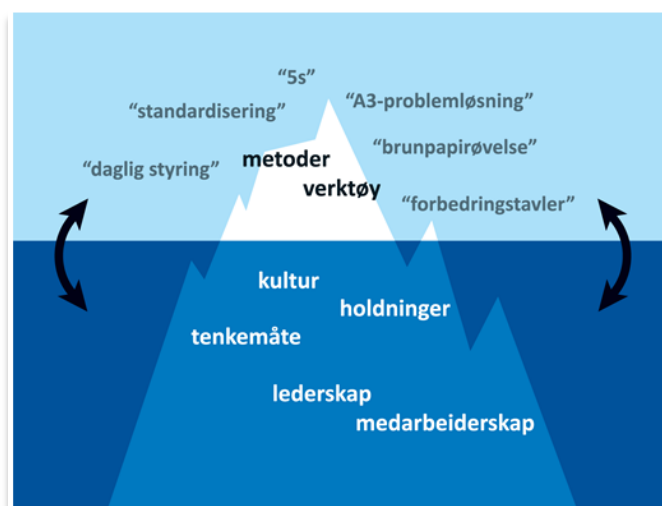 “5s”
“A3-problemløsning”
“standardisering”
“brunpapirøvelse”
metoder
“daglig styring”
verktøy
“forbedringstavler”
kultur
holdninger
tenkemåte
lederskap
medarbeiderskap